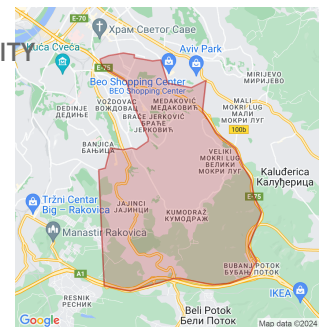 E-70
Храм Светог Саве
ITY
Kuća Cveća
Aviv Park
E-75
Beo Shopping Center
BEO Shopping Center
MIRIJEVO
МИРИЈЕВО
VOŽDOVAC
ВОЖДОВАЦ
MEDAKOVIĆ
МЕДАКОВИЋ
DEDINJE
ДЕДИЊЕ
BRAĆE JERKOVIĆ
БРАЋЕ
ЈЕРКОВИЋ
MALI
MOKRI LUG
МАЛИ
МОКРИ ЛУГ
100b
BANJICA
БАЊИЦА
VELIKI
MOKRI LUG
ВЕЛИКИ
МОКРИ ЛУГ
Kaluđerica
Калуђерица
E-75
Tržni Centar
Big – Rakovica
JAJINCI
ЈАЈИНЦИ
KUMODRAŽ
КУМОДРАЖ
Manastir Rakovica
BUBANJ POTOK
БУБАЊ ПОТОК
A1
RESNIK
РЕСНИК
IKEA
Beli Potok
Бели Поток
Google
Map data ©2024